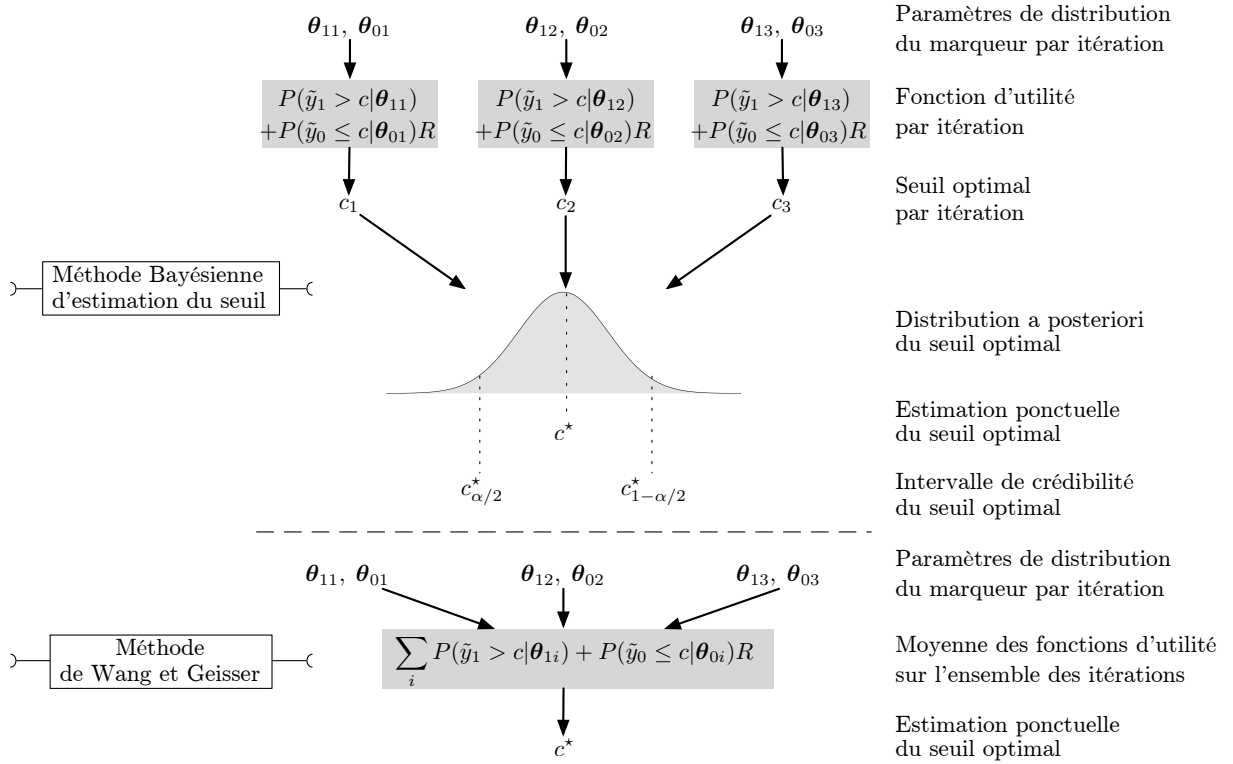 θ₁₁, θ₀₁ θ₁₂, θ₀₂ θ₁₃, θ₀₃ Paramètres de distribution
du marqueur par itération
P(ỹ₁ > c|θ₁₁) P(ỹ₁ > c|θ₁₂) P(ỹ₁ > c|θ₁₃) Fonction d'utilité
+P(ỹ₀ ≤ c|θ₀₁)R +P(ỹ₀ ≤ c|θ₀₂)R +P(ỹ₀ ≤ c|θ₀₃)R par itération
Seuil optimal
c₁ c₂ c₃ par itération
Méthode Bayésienne
d'estimation du seuil
Distribution a posteriori
du seuil optimal
Estimation ponctuelle
c* du seuil optimal
Intervalle de crédibilité
c*α/2 c*1−α/2 du seuil optimal
Paramètres de distribution
θ₁₁, θ₀₁ θ₁₂, θ₀₂ θ₁₃, θ₀₃ du marqueur par itération
Méthode
de Wang et Geisser
∑ᵢ P(ỹ₁ > c|θ₁ᵢ) + P(ỹ₀ ≤ c|θ₀ᵢ)R
Moyenne des fonctions d'utilité
sur l'ensemble des itérations
Estimation ponctuelle
c* du seuil optimal